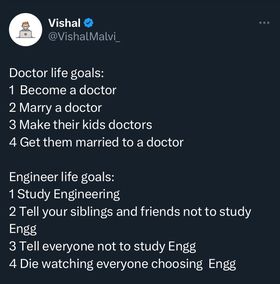 Vishal
@VishalMalvi_
Doctor life goals:
1 Become a doctor
2 Marry a doctor
3 Make their kids doctors
4 Get them married to a doctor
Engineer life goals:
1 Study Engineering
2 Tell your siblings and friends not to study
Engg
3 Tell everyone not to study Engg
4 Die watching everyone choosing Engg